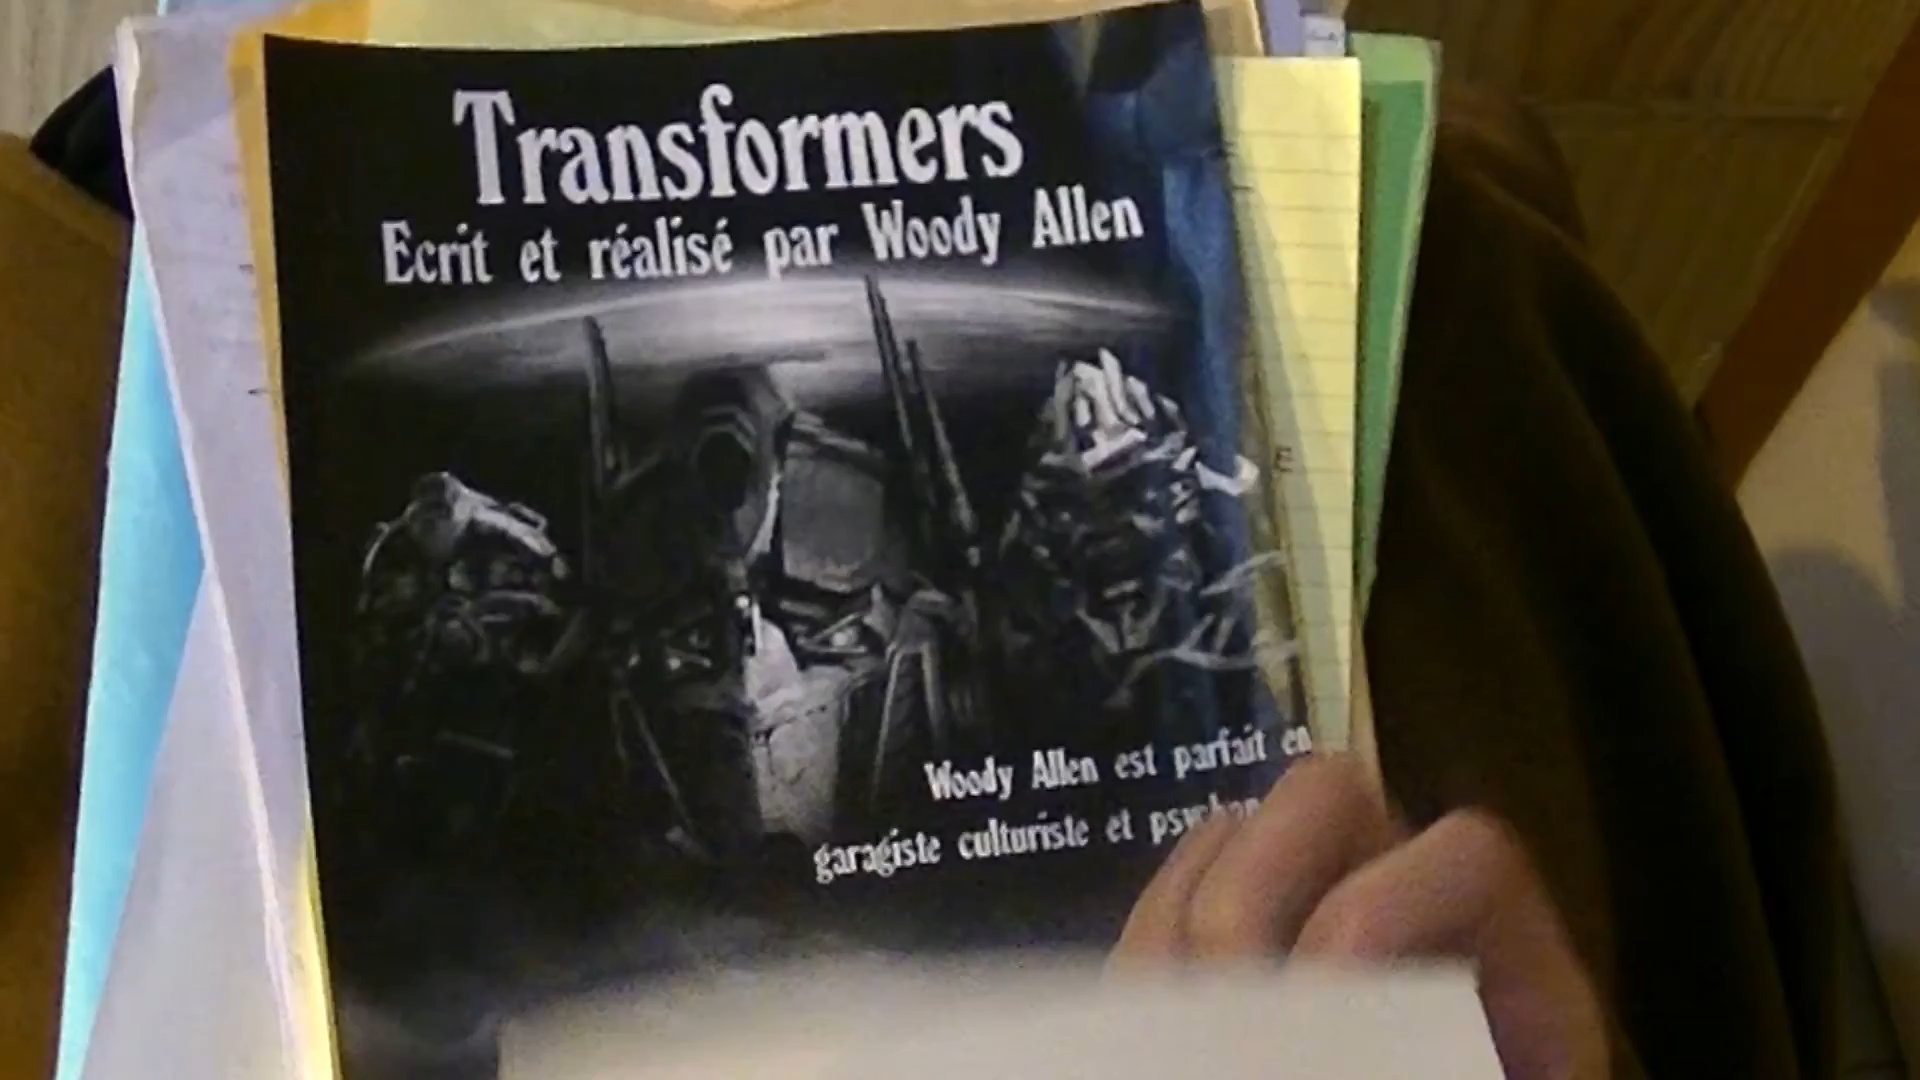 Transformers
Ecrit et réalisé par Woody Allen
Woody Allen est parfait en
garagiste culturiste et